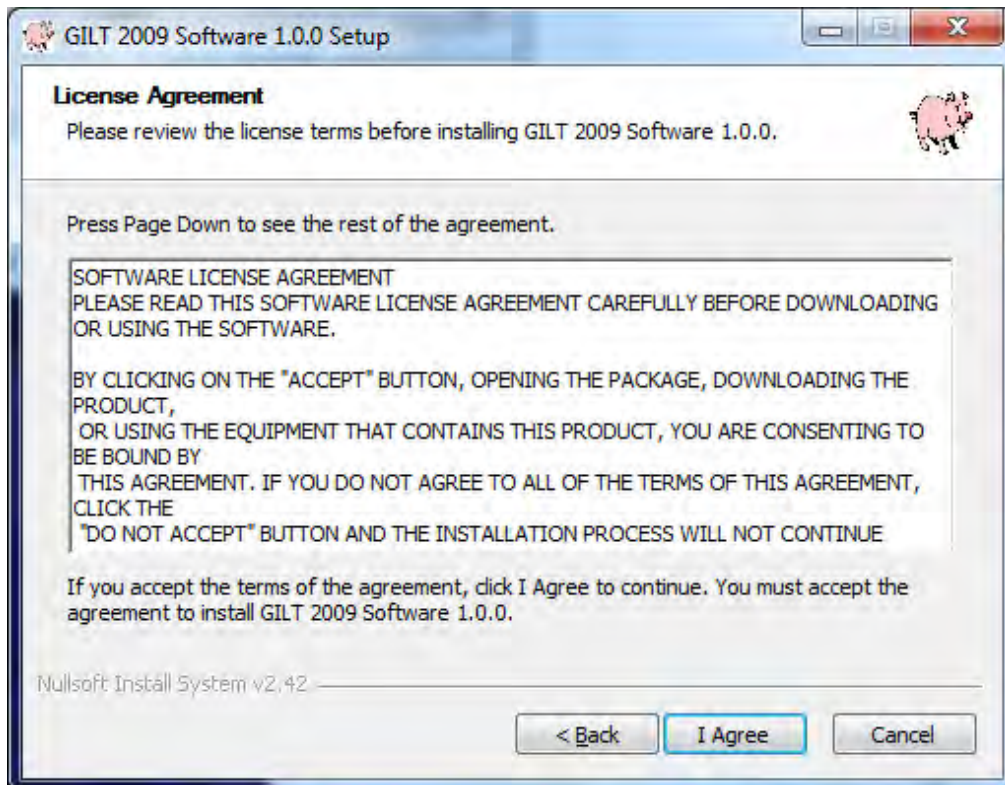 GILT 2009 Software 1.0.0 Setup
License Agreement
Please review the license terms before installing GILT 2009 Software 1.0.0.
Press Page Down to see the rest of the agreement.
SOFTWARE LICENSE AGREEMENT
PLEASE READ THIS SOFTWARE LICENSE AGREEMENT CAREFULLY BEFORE DOWNLOADING
OR USING THE SOFTWARE.
BY CLICKING ON THE "ACCEPT" BUTTON, OPENING THE PACKAGE, DOWNLOADING THE
PRODUCT,
OR USING THE EQUIPMENT THAT CONTAINS THIS PRODUCT, YOU ARE CONSENTING TO
BE BOUND BY
THIS AGREEMENT. IF YOU DO NOT AGREE TO ALL OF THE TERMS OF THIS AGREEMENT,
CLICK THE
"DO NOT ACCEPT" BUTTON AND THE INSTALLATION PROCESS WILL NOT CONTINUE
If you accept the terms of the agreement, click I Agree to continue. You must accept the
agreement to install GILT 2009 Software 1.0.0.
Nullsoft Install System v2.42
< Back I Agree Cancel